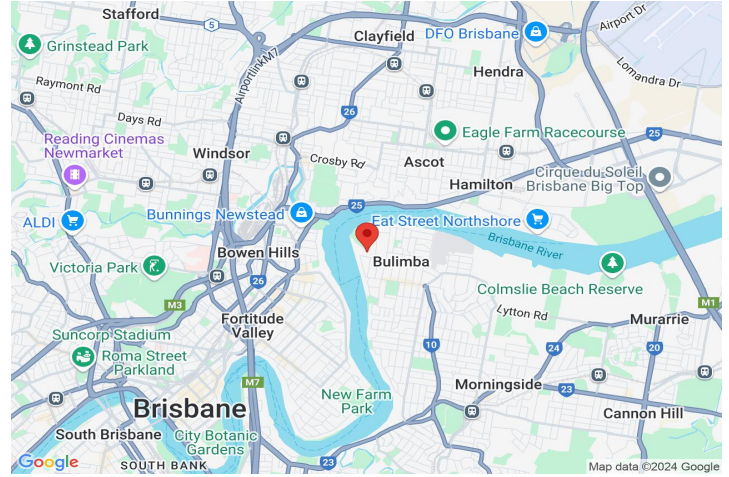 Stafford
5
Clayfield
DFO Brisbane
Airport Dr
Grinstead Park
AirportlinkM7
Hendra
Lomandra Dr
Raymont Rd
26
Days Rd
Eagle Farm Racecourse
25
Reading Cinemas
Newmarket
Windsor
Crosby Rd
Ascot
Cirque du Soleil
Brisbane Big Top
Hamilton
ALDI
Bunnings Newstead
25
Eat Street Northshore
Brisbane River
Bowen Hills
Bulimba
Victoria Park
26
Colmslie Beach Reserve
M3
M1
Fortitude
Valley
Lytton Rd
Murarrie
Suncorp Stadium
Roma Street
Parkland
10
24
20
M7
New Farm
Park
Morningside
23
Brisbane
Cannon Hill
South Brisbane
City Botanic
Gardens
23
Google
SOUTH BANK
Map data ©2024 Google